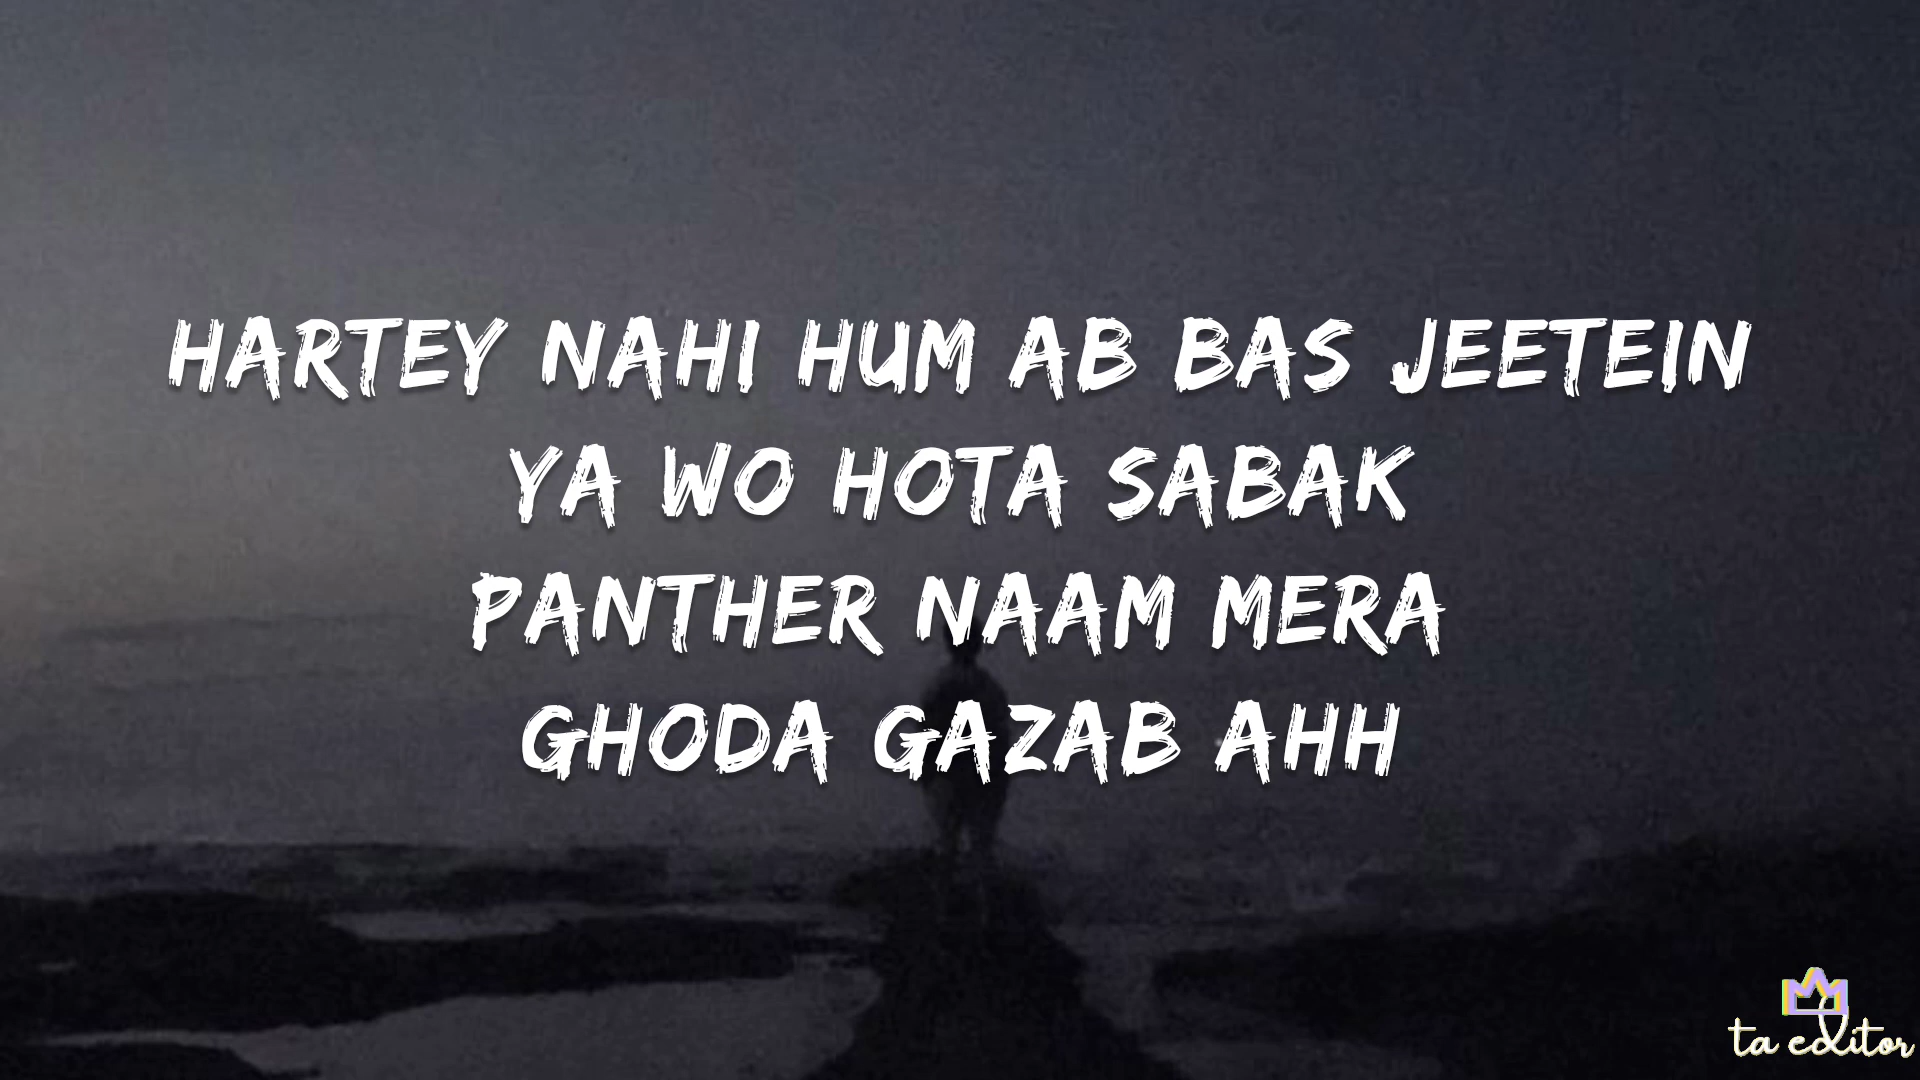 HARTEY NAHI HUM AB BAS JEETEIN
YA WO HOTA SABAK
PANTHER NAAM MERA
GHODA GAZAB AHH
ta editor